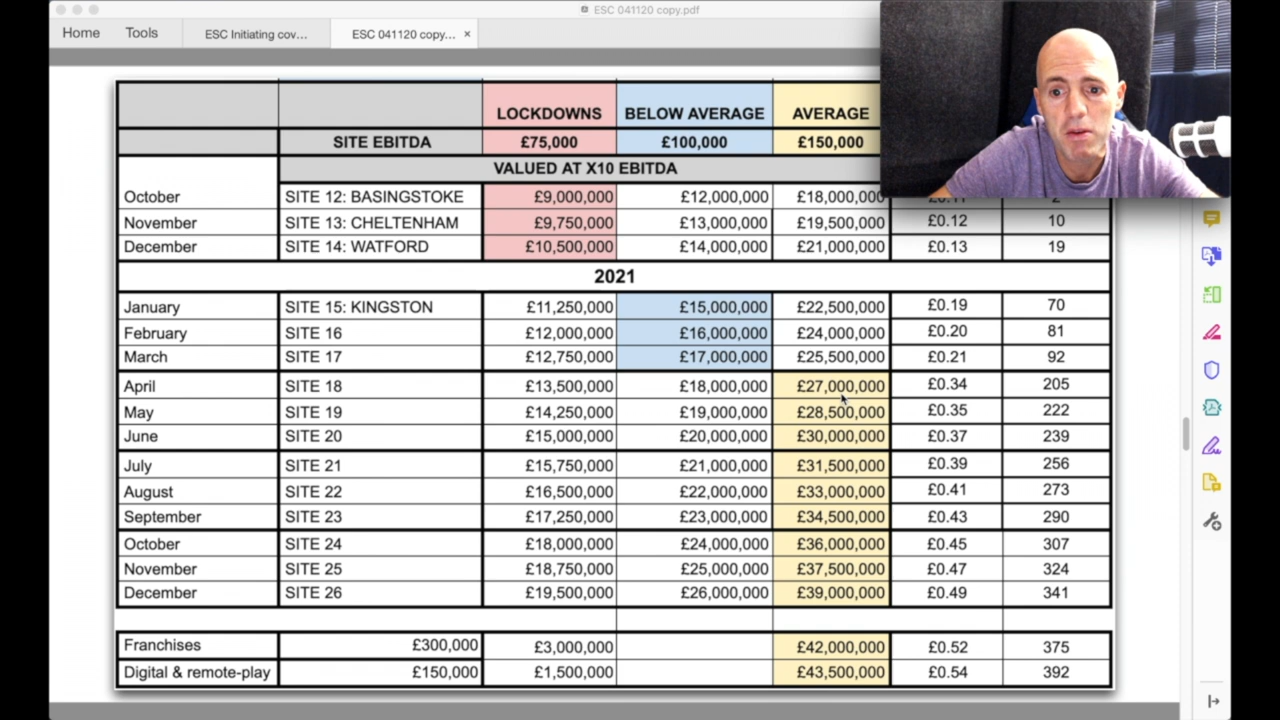 ESC 041120 copy.pdf
Home Tools ESC Initiating cov... ESC 041120 copy... ×
LOCKDOWNS BELOW AVERAGE AVERAGE
SITE EBITDA £75,000 £100,000 £150,000
VALUED AT X10 EBITDA
October SITE 12: BASINGSTOKE £9,000,000 £12,000,000 £18,000,000
November SITE 13: CHELTENHAM £9,750,000 £13,000,000 £19,500,000 £0.12 10
December SITE 14: WATFORD £10,500,000 £14,000,000 £21,000,000 £0.13 19
2021
January SITE 15: KINGSTON £11,250,000 £15,000,000 £22,500,000 £0.19 70
February SITE 16 £12,000,000 £16,000,000 £24,000,000 £0.20 81
March SITE 17 £12,750,000 £17,000,000 £25,500,000 £0.21 92
April SITE 18 £13,500,000 £18,000,000 £27,000,000 £0.34 205
May SITE 19 £14,250,000 £19,000,000 £28,500,000 £0.35 222
June SITE 20 £15,000,000 £20,000,000 £30,000,000 £0.37 239
July SITE 21 £15,750,000 £21,000,000 £31,500,000 £0.39 256
August SITE 22 £16,500,000 £22,000,000 £33,000,000 £0.41 273
September SITE 23 £17,250,000 £23,000,000 £34,500,000 £0.43 290
October SITE 24 £18,000,000 £24,000,000 £36,000,000 £0.45 307
November SITE 25 £18,750,000 £25,000,000 £37,500,000 £0.47 324
December SITE 26 £19,500,000 £26,000,000 £39,000,000 £0.49 341
Franchises £300,000 £3,000,000 £42,000,000 £0.52 375
Digital & remote-play £150,000 £1,500,000 £43,500,000 £0.54 392